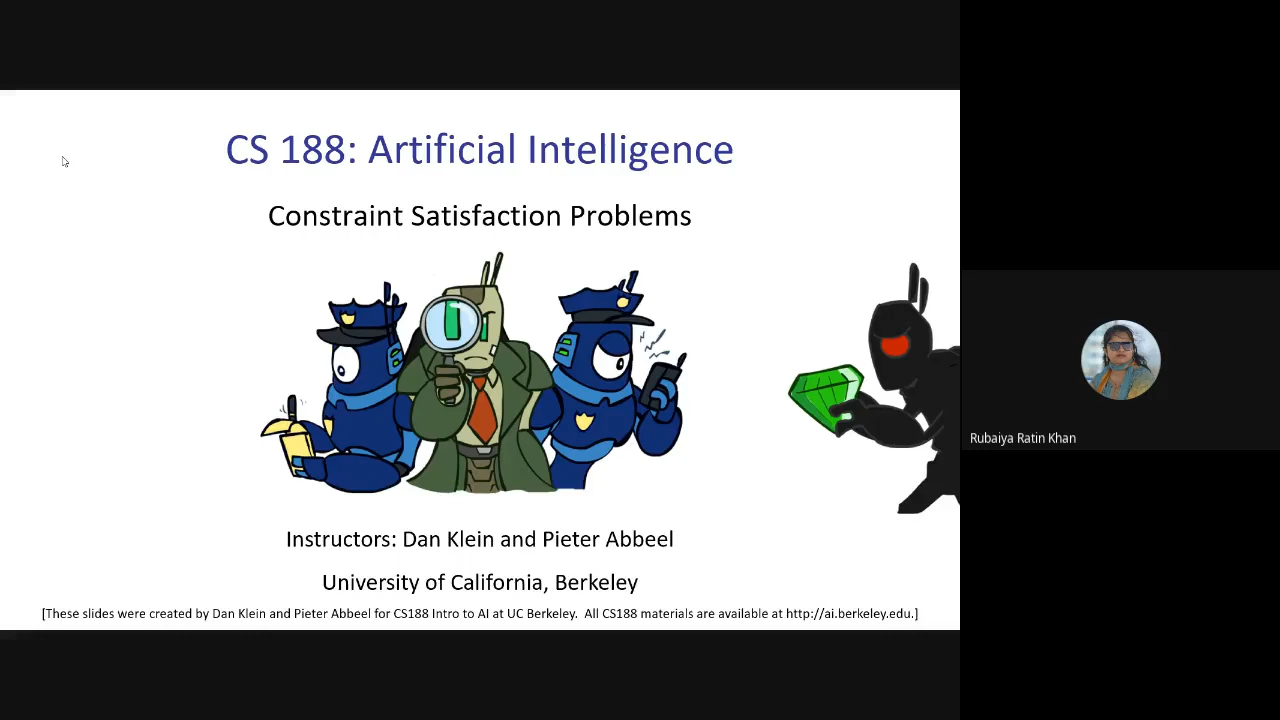 CS 188: Artificial Intelligence
Constraint Satisfaction Problems
Instructors: Dan Klein and Pieter Abbeel
University of California, Berkeley
[These slides were created by Dan Klein and Pieter Abbeel for CS188 Intro to AI at UC Berkeley.  All CS188 materials are available at http://ai.berkeley.edu.]
Rubaiya Ratin Khan